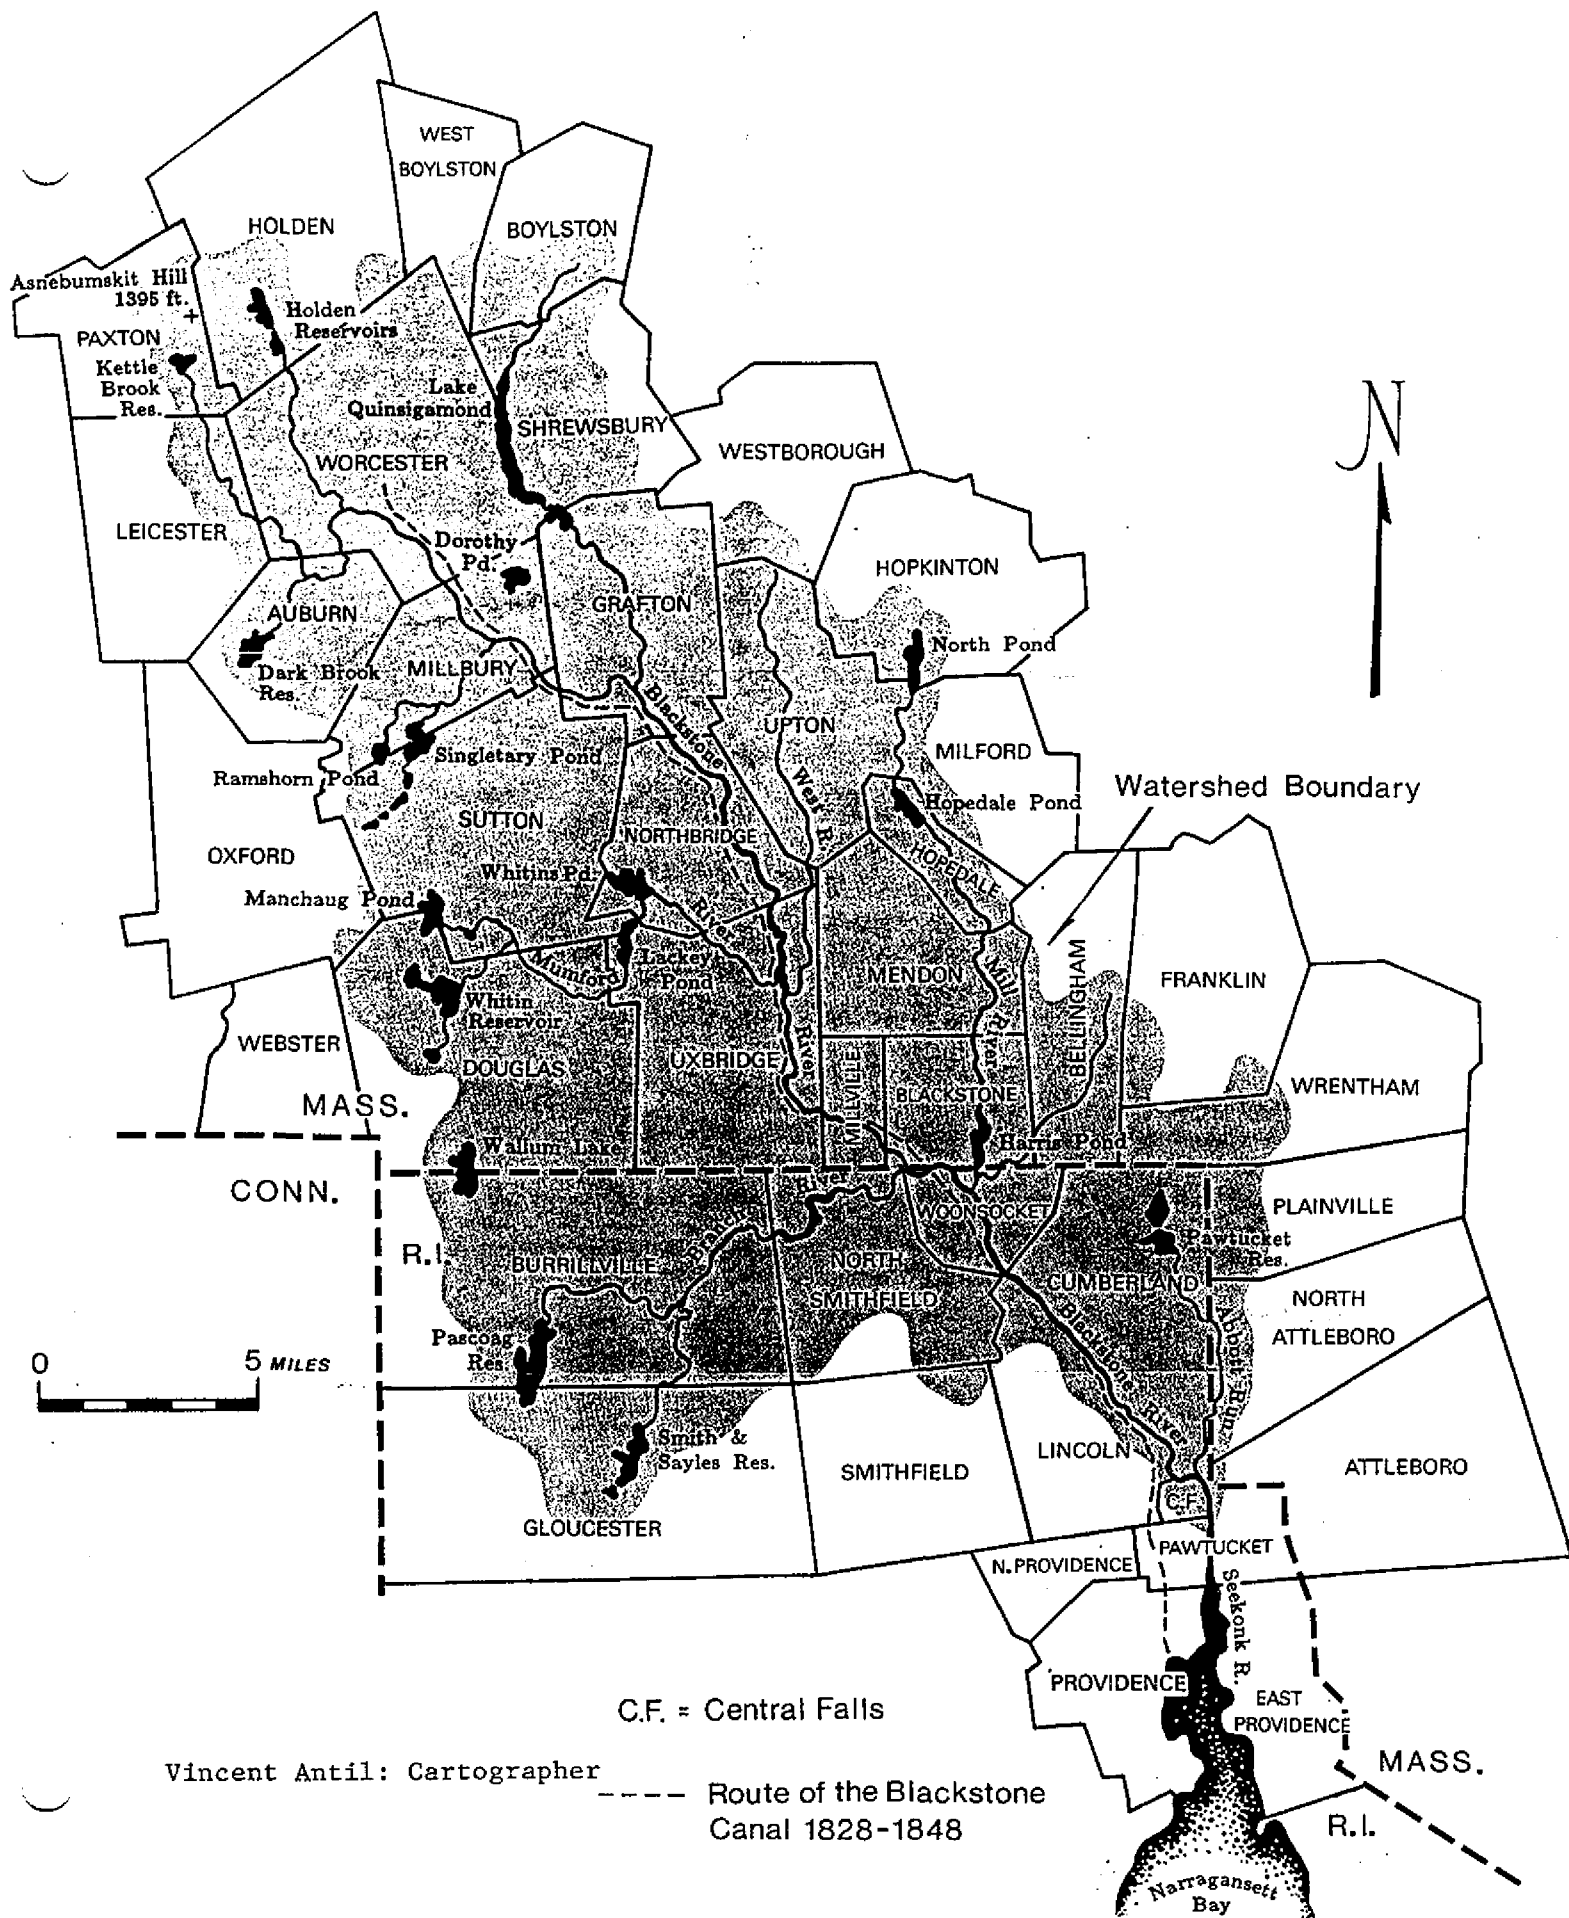 WEST
BOYLSTON
HOLDEN
BOYLSTON
Asnebumskit Hill
1395 ft.
+
PAXTON
Holden
Reservoirs
Kettle
Brook
Res.
Lake
Quinsigamond
SHREWSBURY
WESTBOROUGH
N
WORCESTER
LEICESTER
Dorothy
Pd.
HOPKINTON
GRAFTON
AUBURN
North Pond
MILLBURY
Dark Brook
Res.
Blackstone
UPTON
MILFORD
Singletary Pond
Ramshorn Pond
West R.
Watershed Boundary
Hopedale Pond
SUTTON
NORTHBRIDGE
OXFORD
HOPEDALE
Whitins Pd.
Manchaug Pond
River
Mumford
Lackey
Pond
MENDON
Mill River
BELLINGHAM
FRANKLIN
Whitin
Reservoir
WEBSTER
DOUGLAS
UXBRIDGE
River
MILLVILLE
BLACKSTONE
WRENTHAM
MASS.
Wallum Lake
Harris Pond
CONN.
River
WOONSOCKET
PLAINVILLE
Pawtucket
Res.
R.I.
Branch
BURRILLVILLE
NORTH
SMITHFIELD
CUMBERLAND
NORTH
ATTLEBORO
Pascoag
Res.
Blackstone River
Abbott Run
0 5 MILES
Smith &
Sayles Res.
LINCOLN
SMITHFIELD
ATTLEBORO
C.F.
GLOUCESTER
PAWTUCKET
N. PROVIDENCE
Seekonk R.
PROVIDENCE
EAST
PROVIDENCE
C.F. = Central Falls
MASS.
Vincent Antil: Cartographer
---- Route of the Blackstone
Canal 1828-1848
R.I.
Narragansett
Bay